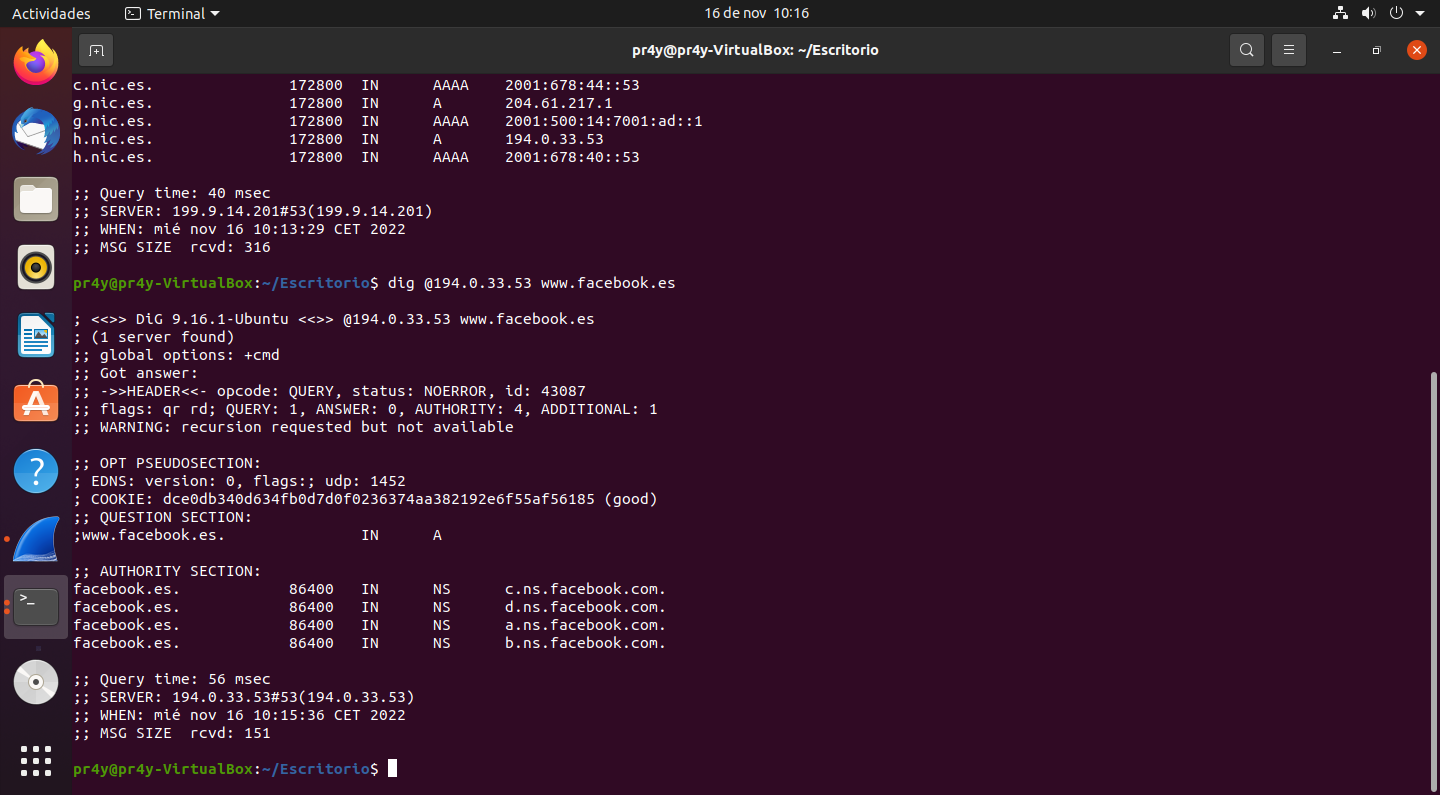 Actividades Terminal 16 de nov 10:16
pr4y@pr4y-VirtualBox: ~/Escritorio
c.nic.es. 172800 IN AAAA 2001:678:44::53
g.nic.es. 172800 IN A 204.61.217.1
g.nic.es. 172800 IN AAAA 2001:500:14:7001:ad::1
h.nic.es. 172800 IN A 194.0.33.53
h.nic.es. 172800 IN AAAA 2001:678:40::53
;; Query time: 40 msec
;; SERVER: 199.9.14.201#53(199.9.14.201)
;; WHEN: mié nov 16 10:13:29 CET 2022
;; MSG SIZE  rcvd: 316
pr4y@pr4y-VirtualBox:~/Escritorio$ dig @194.0.33.53 www.facebook.es
; <<>> DiG 9.16.1-Ubuntu <<>> @194.0.33.53 www.facebook.es
; (1 server found)
;; global options: +cmd
;; Got answer:
;; ->>HEADER<<- opcode: QUERY, status: NOERROR, id: 43087
;; flags: qr rd; QUERY: 1, ANSWER: 0, AUTHORITY: 4, ADDITIONAL: 1
;; WARNING: recursion requested but not available
;; OPT PSEUDOSECTION:
; EDNS: version: 0, flags:; udp: 1452
; COOKIE: dce0db340d634fb0d7d0f0236374aa382192e6f55af56185 (good)
;; QUESTION SECTION:
;www.facebook.es. IN A
;; AUTHORITY SECTION:
facebook.es. 86400 IN NS c.ns.facebook.com.
facebook.es. 86400 IN NS d.ns.facebook.com.
facebook.es. 86400 IN NS a.ns.facebook.com.
facebook.es. 86400 IN NS b.ns.facebook.com.
;; Query time: 56 msec
;; SERVER: 194.0.33.53#53(194.0.33.53)
;; WHEN: mié nov 16 10:15:36 CET 2022
;; MSG SIZE  rcvd: 151
pr4y@pr4y-VirtualBox:~/Escritorio$